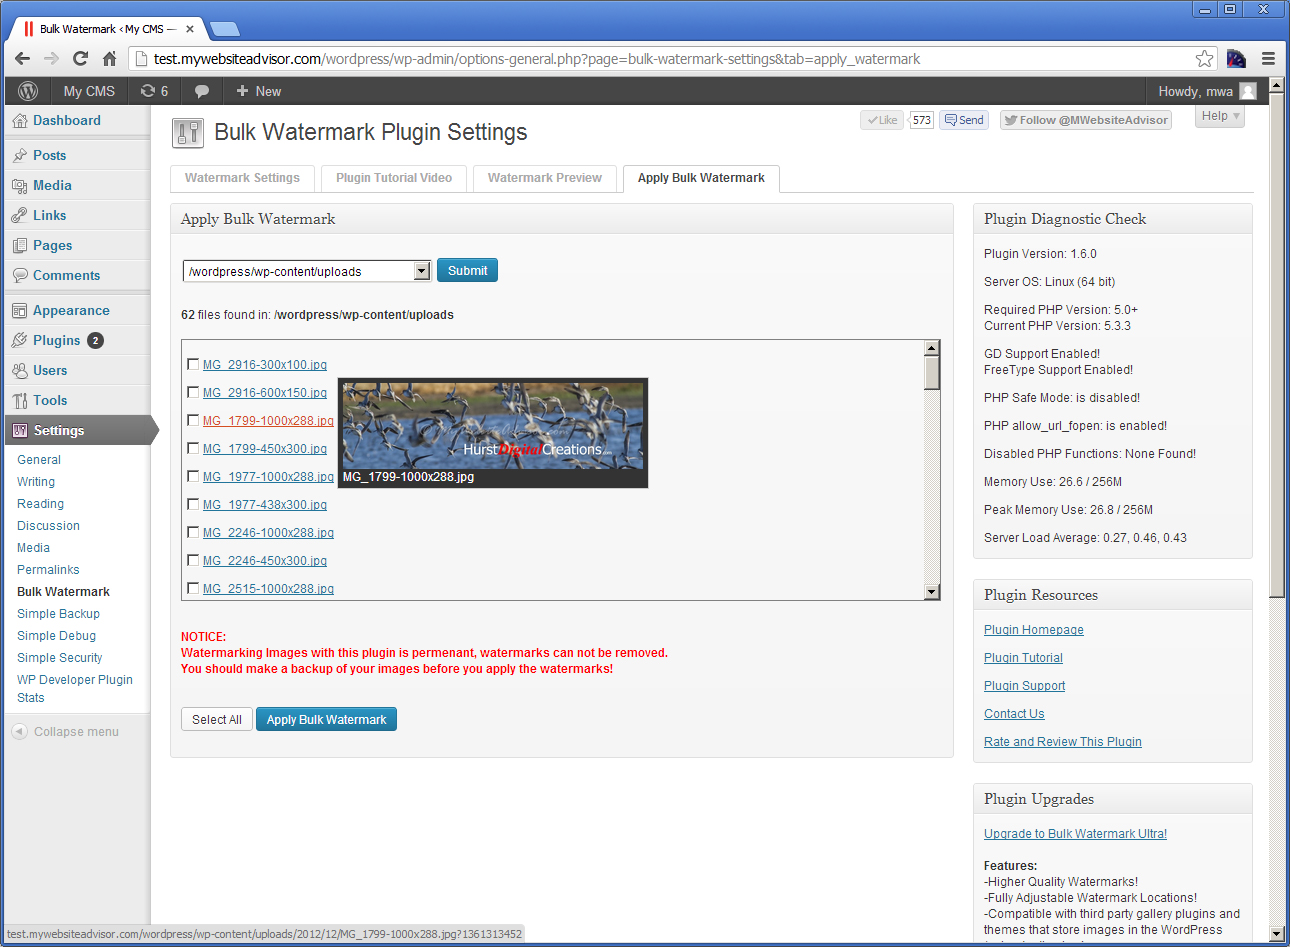 Bulk Watermark ‹ My CMS —
test.mywebsiteadvisor.com/wordpress/wp-admin/options-general.php?page=bulk-watermark-settings&tab=apply_watermark
My CMS 6 + New Howdy, mwa
Dashboard
Posts
Media
Links
Pages
Comments
Appearance
Plugins 2
Users
Tools
Settings
General
Writing
Reading
Discussion
Media
Permalinks
Bulk Watermark
Simple Backup
Simple Debug
Simple Security
WP Developer Plugin
Stats
Collapse menu
Bulk Watermark Plugin Settings
Like 573 Send Follow @MWebsiteAdvisor Help
Watermark Settings Plugin Tutorial Video Watermark Preview Apply Bulk Watermark
Apply Bulk Watermark
/wordpress/wp-content/uploads Submit
62 files found in: /wordpress/wp-content/uploads
MG_2916-300x100.jpg
MG_2916-600x150.jpg
MG_1799-1000x288.jpg
MG_1799-450x300.jpg
MG_1977-1000x288.jpg
MG_1977-438x300.jpg
MG_2246-1000x288.jpg
MG_2246-450x300.jpg
MG_2515-1000x288.jpg
HurstDigitalCreations.com
MG_1799-1000x288.jpg
NOTICE:
Watermarking Images with this plugin is permenant, watermarks can not be removed.
You should make a backup of your images before you apply the watermarks!
Select All Apply Bulk Watermark
Plugin Diagnostic Check
Plugin Version: 1.6.0
Server OS: Linux (64 bit)
Required PHP Version: 5.0+
Current PHP Version: 5.3.3
GD Support Enabled!
FreeType Support Enabled!
PHP Safe Mode: is disabled!
PHP allow_url_fopen: is enabled!
Disabled PHP Functions: None Found!
Memory Use: 26.6 / 256M
Peak Memory Use: 26.8 / 256M
Server Load Average: 0.27, 0.46, 0.43
Plugin Resources
Plugin Homepage
Plugin Tutorial
Plugin Support
Contact Us
Rate and Review This Plugin
Plugin Upgrades
Upgrade to Bulk Watermark Ultra!
Features:
-Higher Quality Watermarks!
-Fully Adjustable Watermark Locations!
-Compatible with third party gallery plugins and
themes that store images in the WordPress
test.mywebsiteadvisor.com/wordpress/wp-content/uploads/2012/12/MG_1799-1000x288.jpg?1361313452